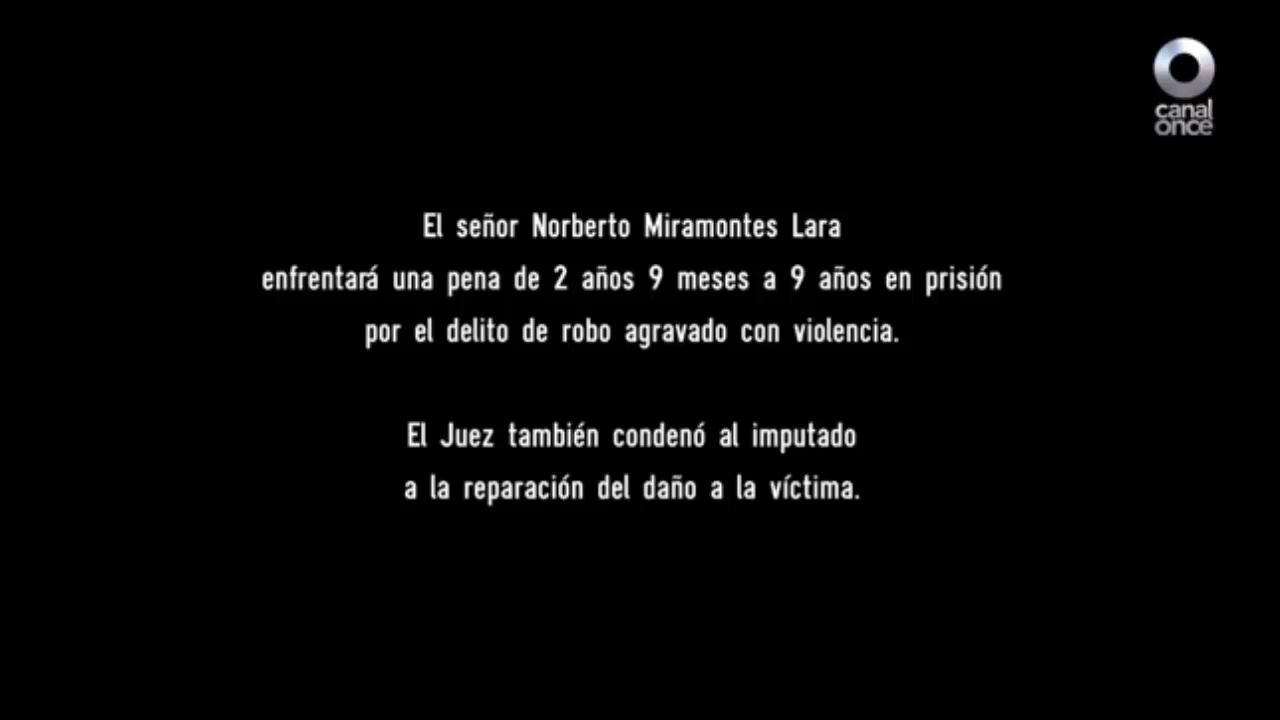 canal
once
El señor Norberto Miramontes Lara
enfrentará una pena de 2 años 9 meses a 9 años en prisión
por el delito de robo agravado con violencia.
El Juez también condenó al imputado
a la reparación del daño a la víctima.